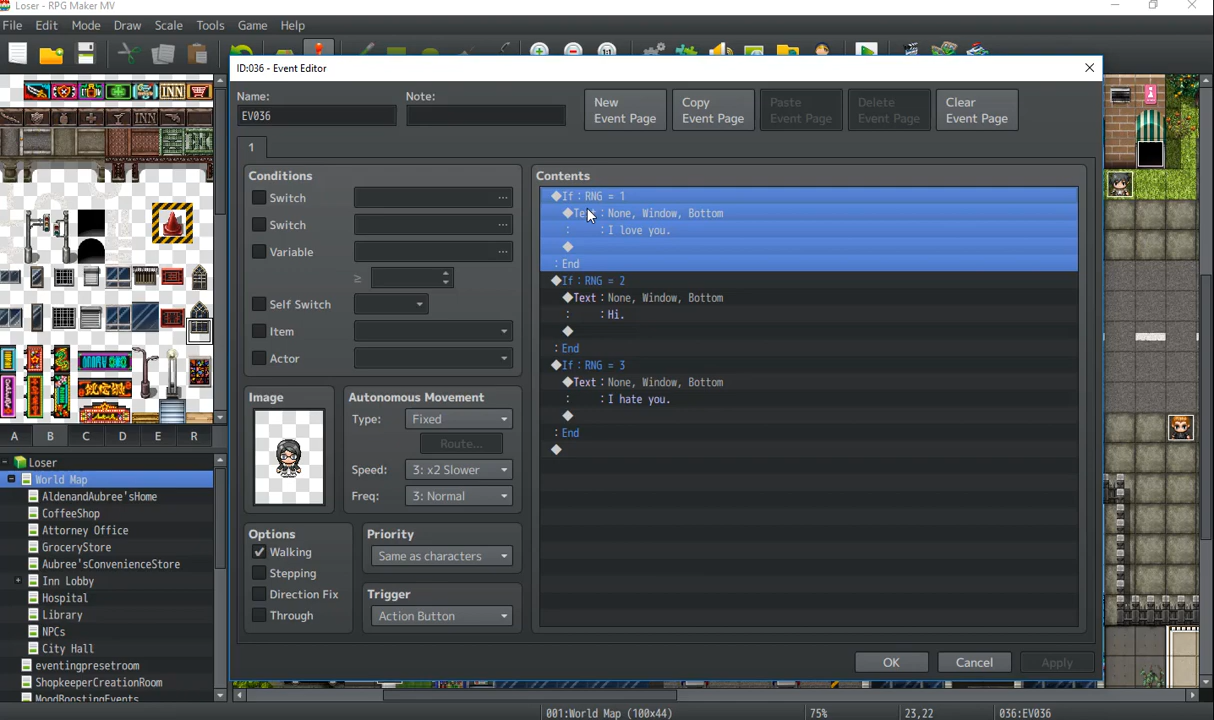 Loser - RPG Maker MV
File Edit Mode Draw Scale Tools Game Help
ID:036 - Event Editor
Name:
Note:
EV036
New Event Page
Copy Event Page
Paste Event Page
Delete Event Page
Clear Event Page
1
Conditions
Switch ...
Switch ...
Variable ...
≥
Self Switch
Item
Actor
Image
Autonomous Movement
Type: Fixed
Route...
Speed: 3: x2 Slower
Freq: 3: Normal
Options
Walking
Stepping
Direction Fix
Through
Priority
Same as characters
Trigger
Action Button
Contents
◆If : RNG = 1
◆Text : None, Window, Bottom
: : I love you.
◆
: End
◆If : RNG = 2
◆Text : None, Window, Bottom
: : Hi.
◆
: End
◆If : RNG = 3
◆Text : None, Window, Bottom
: : I hate you.
◆
: End
◆
OK Cancel Apply
INN
INN
A B C D E R
Loser
World Map
AldenandAubree'sHome
CoffeeShop
Attorney Office
GroceryStore
Aubree'sConvenienceStore
Inn Lobby
Hospital
Library
NPCs
City Hall
eventingpresetroom
ShopkeeperCreationRoom
MoodBoostingEvents
001:World Map (100x44) 75% 23,22 036:EV036